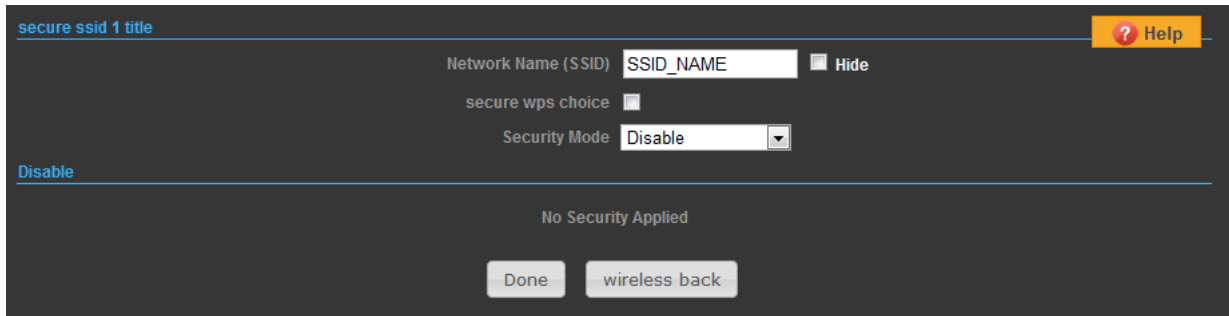 secure ssid 1 title
? Help
Network Name (SSID) SSID_NAME Hide
secure wps choice
Security Mode Disable
Disable
No Security Applied
Done wireless back